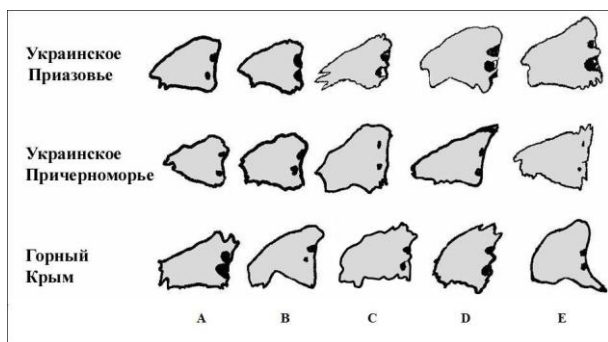 Украинское
Приазовье
Украинское
Причерноморье
Горный
Крым
A B C D E